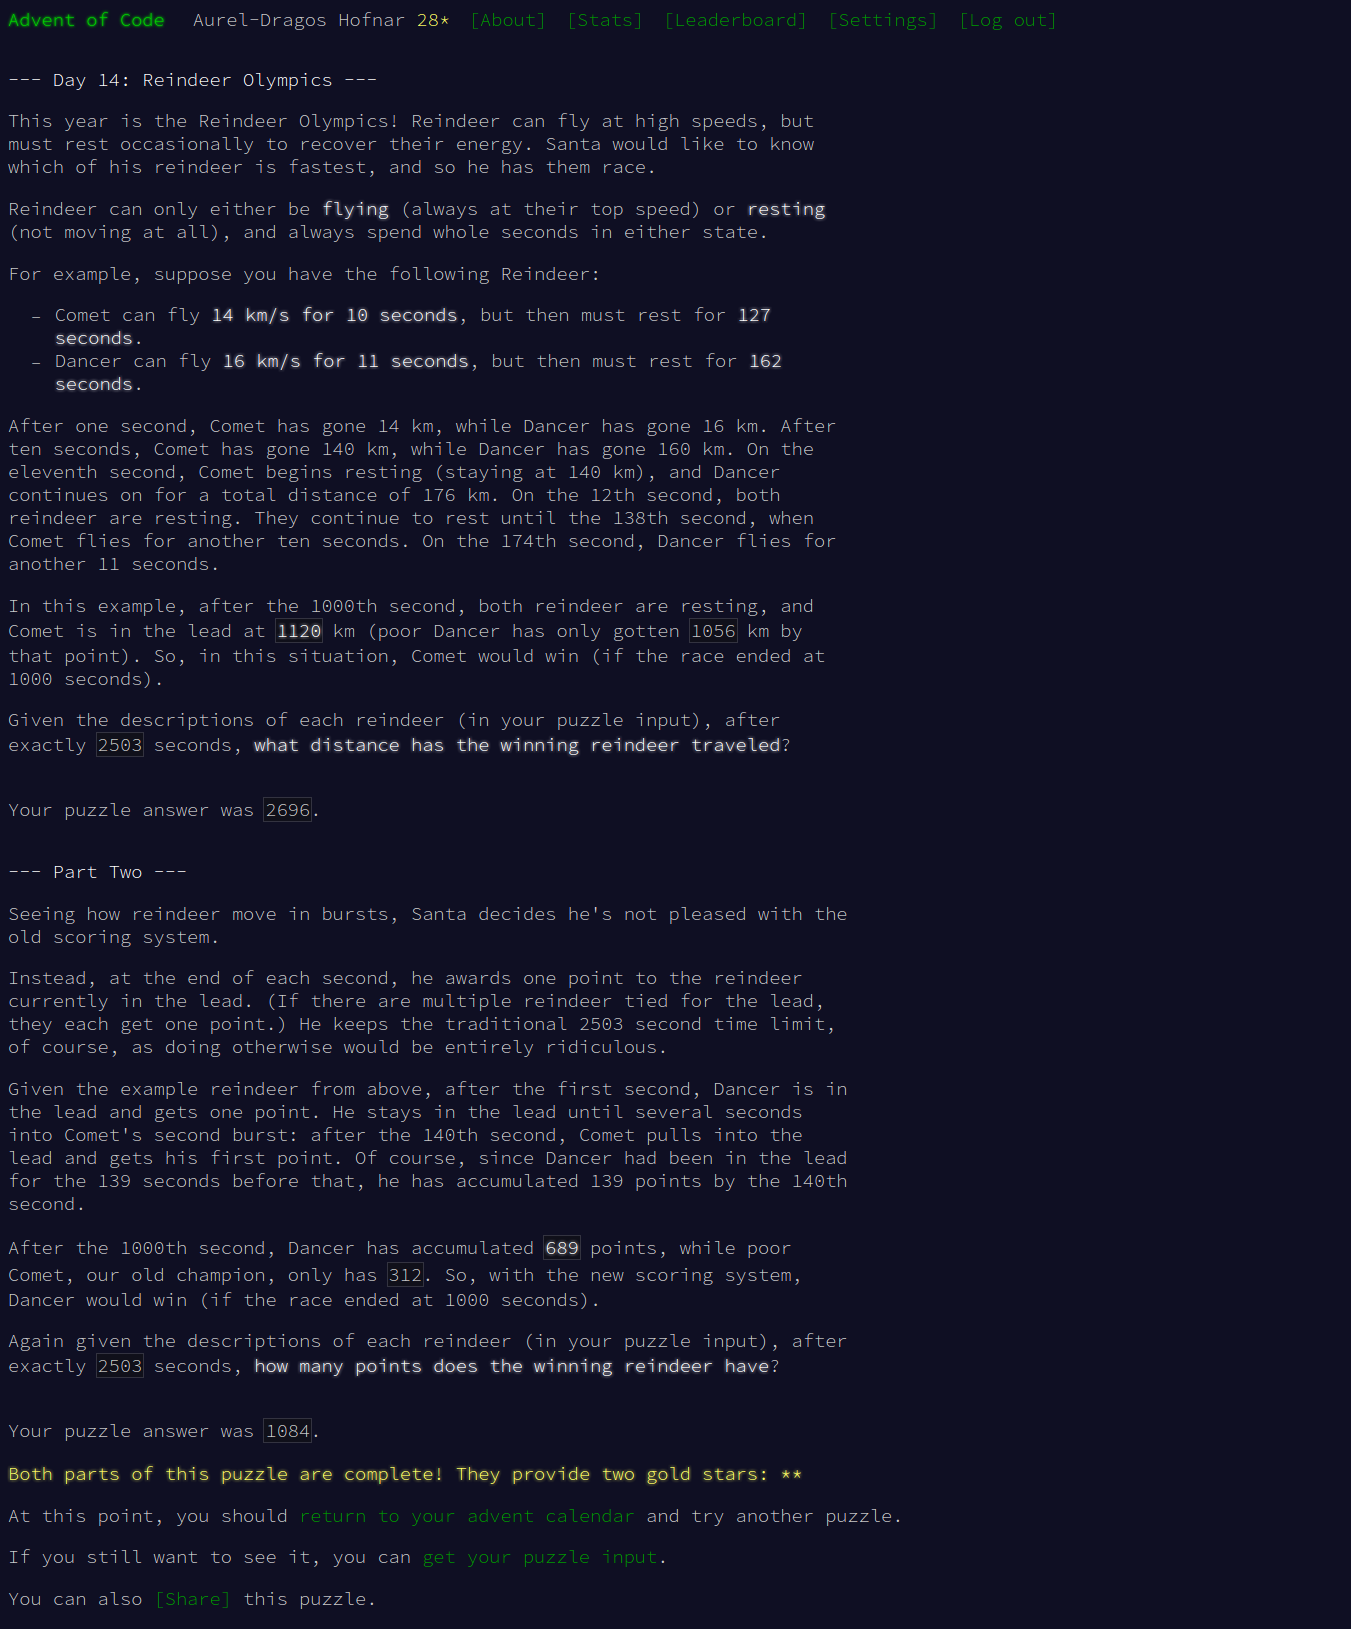 Advent of Code Aurel-Dragos Hofnar 28* [About] [Stats] [Leaderboard] [Settings] [Log out]
--- Day 14: Reindeer Olympics ---
This year is the Reindeer Olympics! Reindeer can fly at high speeds, but
must rest occasionally to recover their energy. Santa would like to know
which of his reindeer is fastest, and so he has them race.
Reindeer can only either be flying (always at their top speed) or resting
(not moving at all), and always spend whole seconds in either state.
For example, suppose you have the following Reindeer:
- Comet can fly 14 km/s for 10 seconds, but then must rest for 127
seconds.
- Dancer can fly 16 km/s for 11 seconds, but then must rest for 162
seconds.
After one second, Comet has gone 14 km, while Dancer has gone 16 km. After
ten seconds, Comet has gone 140 km, while Dancer has gone 160 km. On the
eleventh second, Comet begins resting (staying at 140 km), and Dancer
continues on for a total distance of 176 km. On the 12th second, both
reindeer are resting. They continue to rest until the 138th second, when
Comet flies for another ten seconds. On the 174th second, Dancer flies for
another 11 seconds.
In this example, after the 1000th second, both reindeer are resting, and
Comet is in the lead at 1120 km (poor Dancer has only gotten 1056 km by
that point). So, in this situation, Comet would win (if the race ended at
1000 seconds).
Given the descriptions of each reindeer (in your puzzle input), after
exactly 2503 seconds, what distance has the winning reindeer traveled?
Your puzzle answer was 2696.
--- Part Two ---
Seeing how reindeer move in bursts, Santa decides he's not pleased with the
old scoring system.
Instead, at the end of each second, he awards one point to the reindeer
currently in the lead. (If there are multiple reindeer tied for the lead,
they each get one point.) He keeps the traditional 2503 second time limit,
of course, as doing otherwise would be entirely ridiculous.
Given the example reindeer from above, after the first second, Dancer is in
the lead and gets one point. He stays in the lead until several seconds
into Comet's second burst: after the 140th second, Comet pulls into the
lead and gets his first point. Of course, since Dancer had been in the lead
for the 139 seconds before that, he has accumulated 139 points by the 140th
second.
After the 1000th second, Dancer has accumulated 689 points, while poor
Comet, our old champion, only has 312. So, with the new scoring system,
Dancer would win (if the race ended at 1000 seconds).
Again given the descriptions of each reindeer (in your puzzle input), after
exactly 2503 seconds, how many points does the winning reindeer have?
Your puzzle answer was 1084.
Both parts of this puzzle are complete! They provide two gold stars: **
At this point, you should return to your advent calendar and try another puzzle.
If you still want to see it, you can get your puzzle input.
You can also [Share] this puzzle.